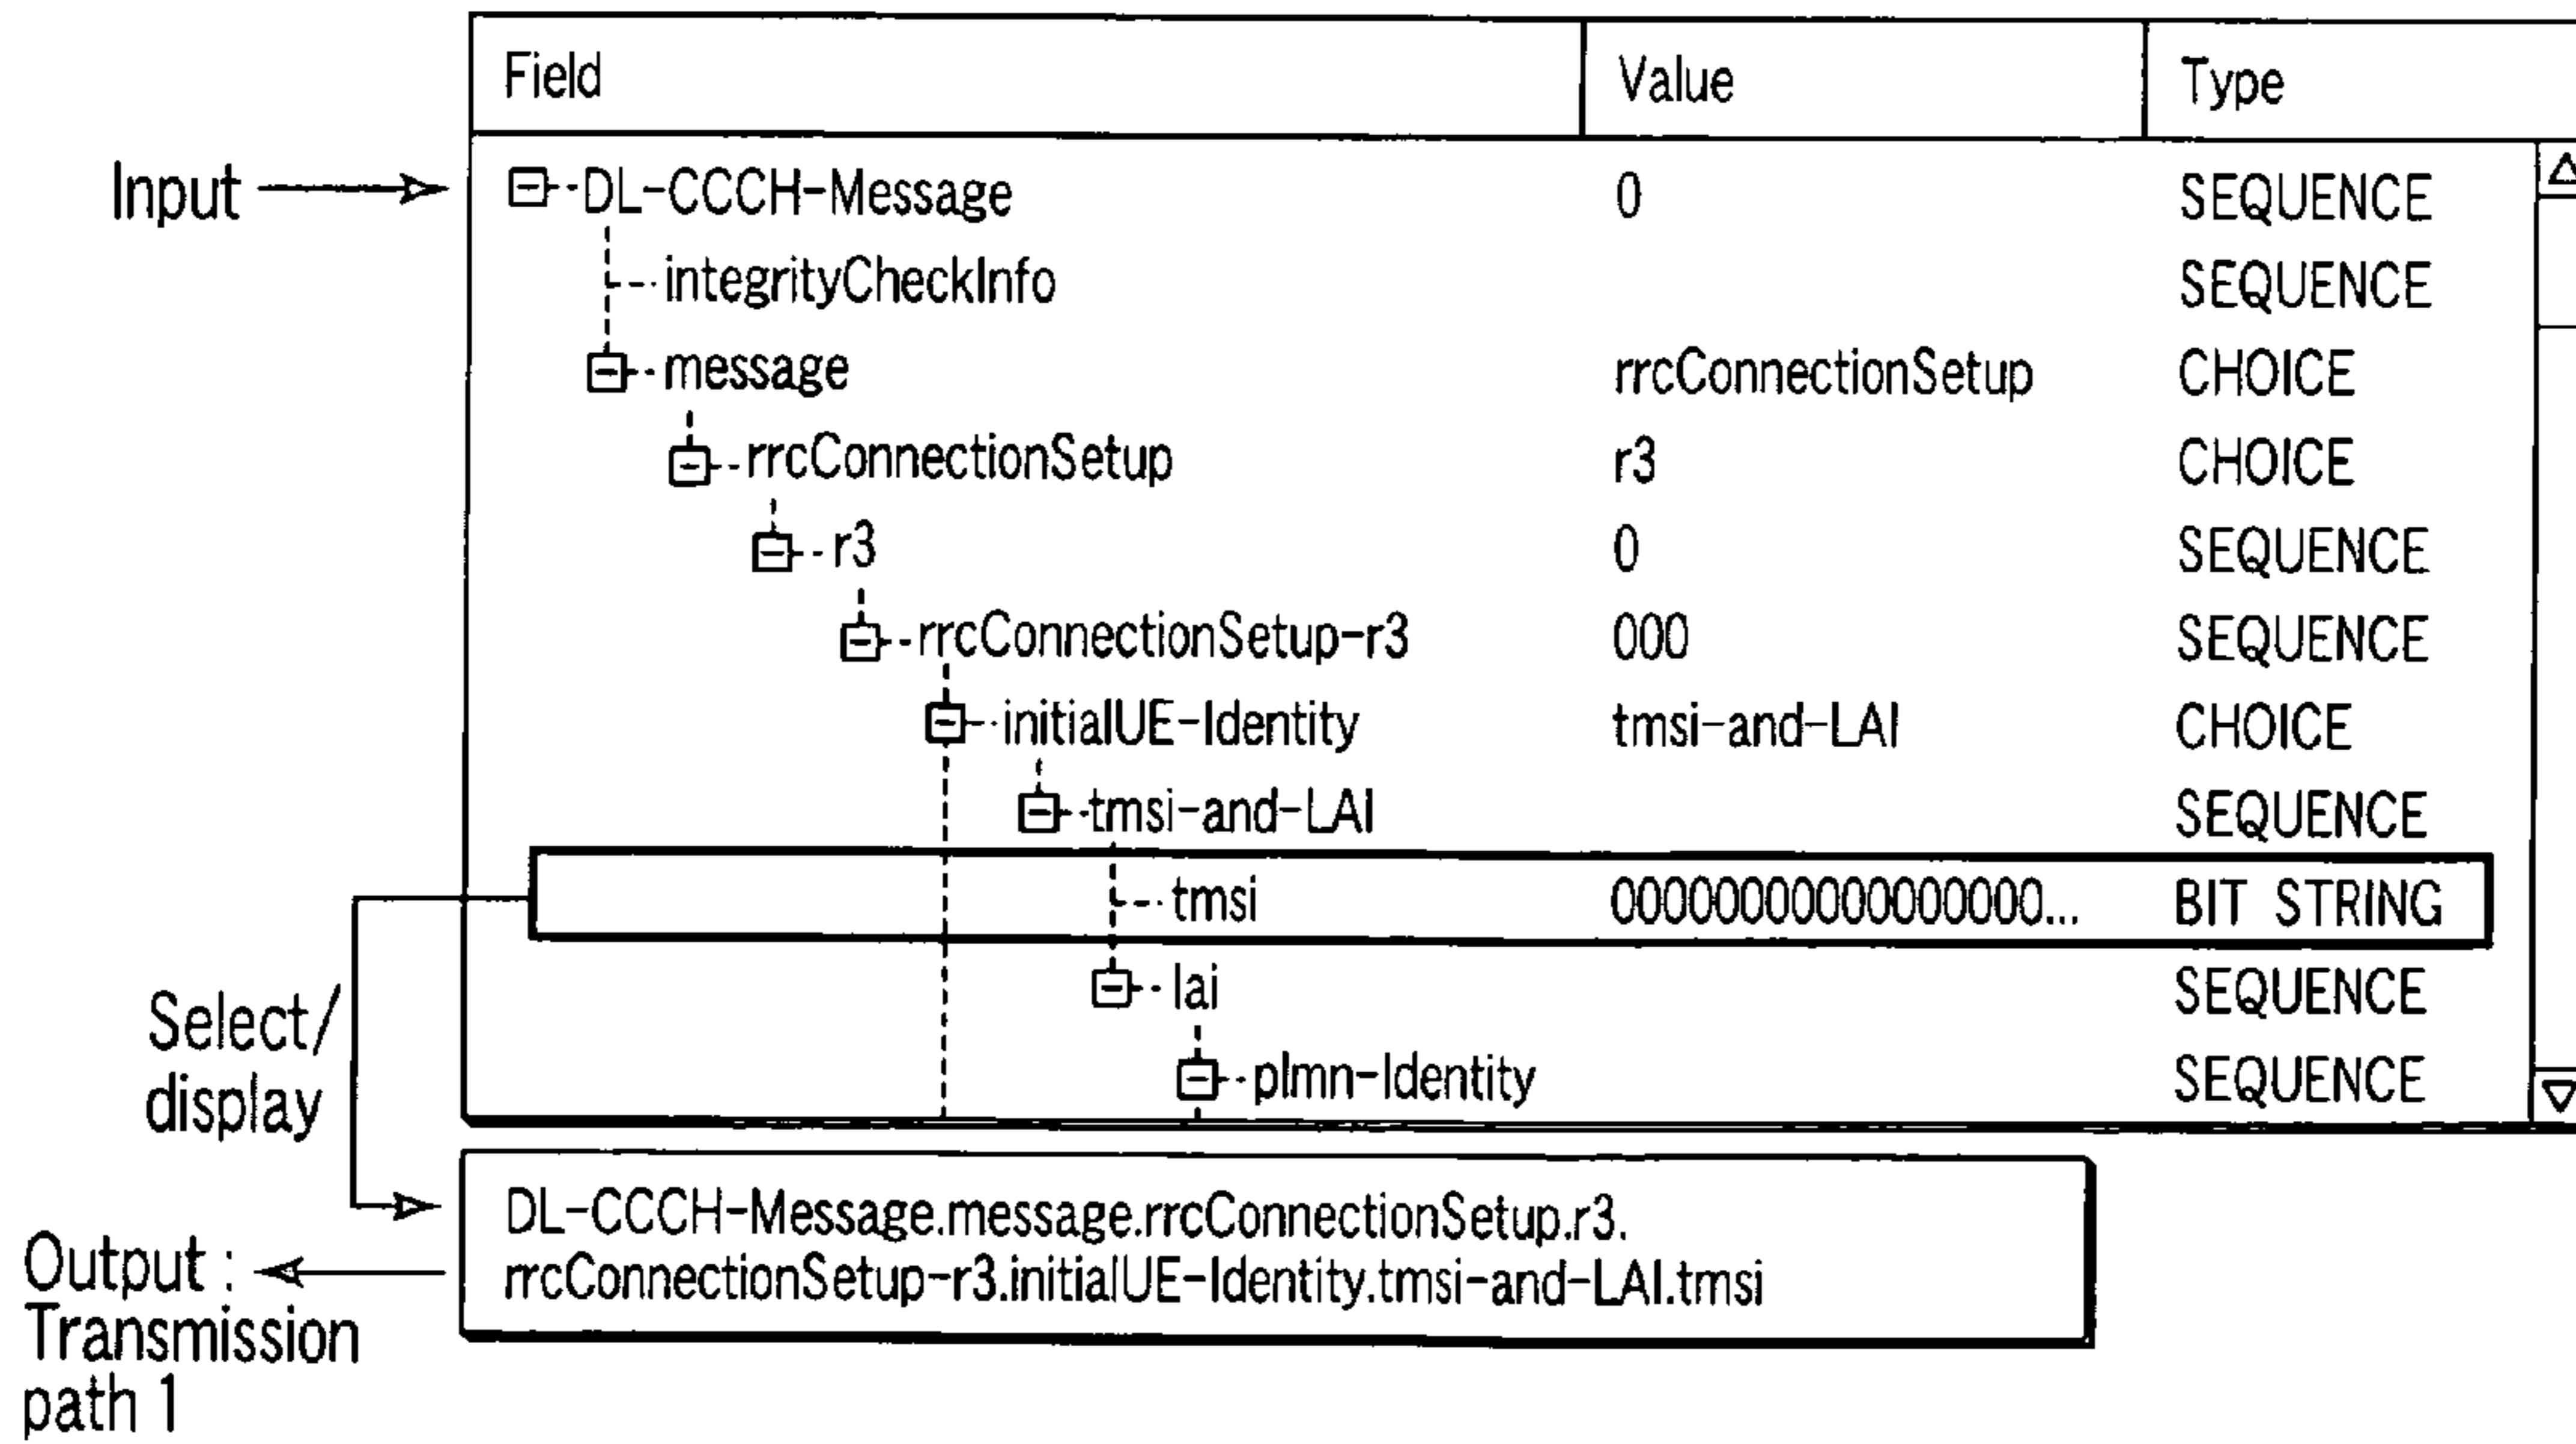 Field Value Type
Input DL-CCCH-Message 0 SEQUENCE
integrityCheckInfo SEQUENCE
message rrcConnectionSetup CHOICE
rrcConnectionSetup r3 CHOICE
r3 0 SEQUENCE
rrcConnectionSetup-r3 000 SEQUENCE
initialUE-Identity tmsi-and-LAI CHOICE
tmsi-and-LAI SEQUENCE
tmsi 00000000000000000... BIT STRING
lai SEQUENCE
plmn-Identity SEQUENCE
Select/
display
DL-CCCH-Message.message.rrcConnectionSetup.r3.
rrcConnectionSetup-r3.initialUE-Identity.tmsi-and-LAI.tmsi
Output :
Transmission
path 1